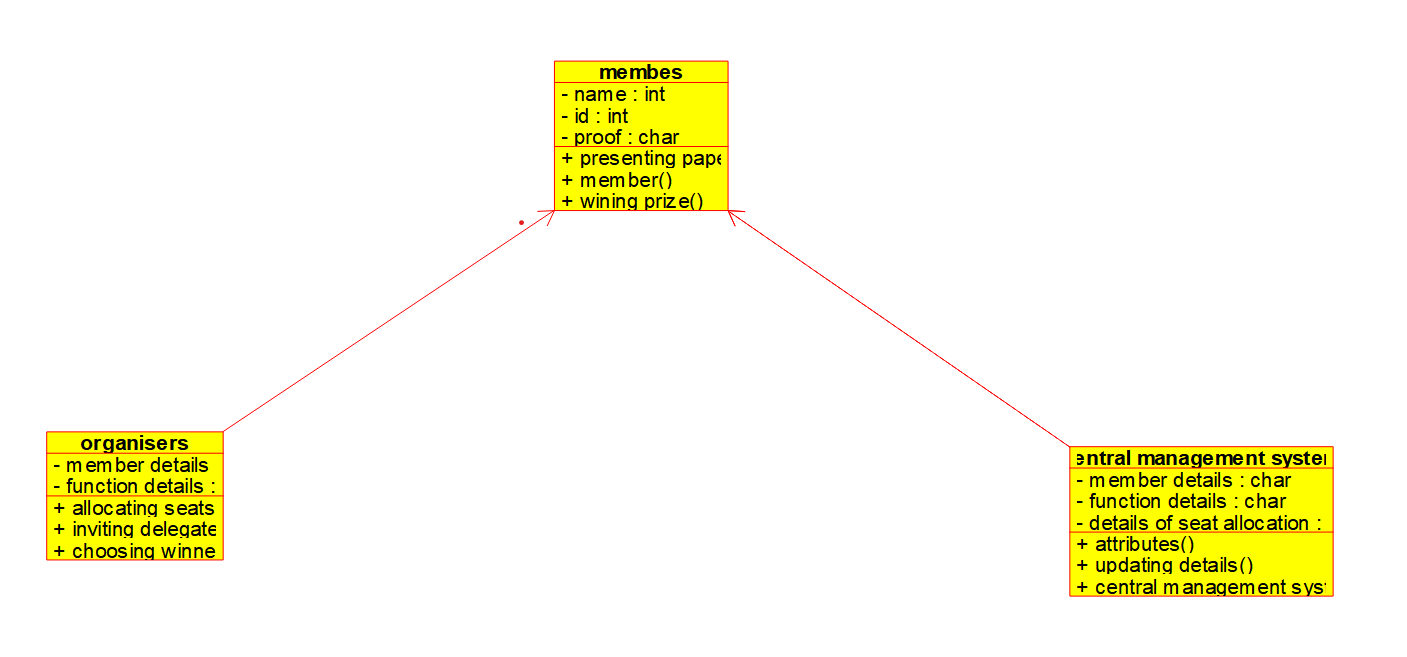 membes
- name : int
- id : int
- proof : char
+ presenting pape
+ member()
+ wining prize()
organisers
- member details
- function details :
+ allocating seats
+ inviting delegate
+ choosing winne
entral management system
- member details : char
- function details : char
- details of seat allocation :
+ attributes()
+ updating details()
+ central management syst